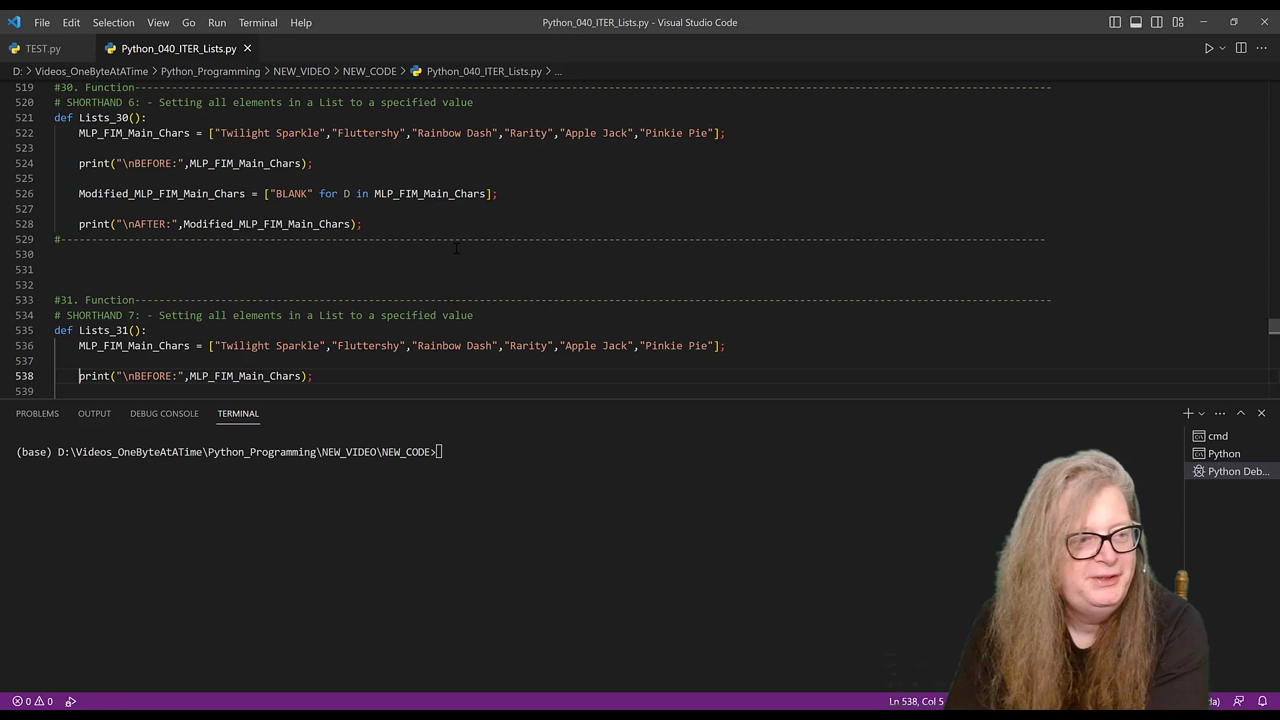 File Edit Selection View Go Run Terminal Help Python_040_ITER_Lists.py - Visual Studio Code
TEST.py Python_040_ITER_Lists.py
D: > Videos_OneByteAtATime > Python_Programming > NEW_VIDEO > NEW_CODE > Python_040_ITER_Lists.py > ...
519 #30. Function------------------------------------------------------------------------------------------------------------------------------------------------------
520 # SHORTHAND 6: - Setting all elements in a List to a specified value
521 def Lists_30():
522 MLP_FIM_Main_Chars = ["Twilight Sparkle","Fluttershy","Rainbow Dash","Rarity","Apple Jack","Pinkie Pie"];
523
524 print("\nBEFORE:",MLP_FIM_Main_Chars);
525
526 Modified_MLP_FIM_Main_Chars = ["BLANK" for D in MLP_FIM_Main_Chars];
527
528 print("\nAFTER:",Modified_MLP_FIM_Main_Chars);
529 #----------------------------------------------------------------------------------------------------------------------------------------------------------------
530
531
532
533 #31. Function------------------------------------------------------------------------------------------------------------------------------------------------------
534 # SHORTHAND 7: - Setting all elements in a List to a specified value
535 def Lists_31():
536 MLP_FIM_Main_Chars = ["Twilight Sparkle","Fluttershy","Rainbow Dash","Rarity","Apple Jack","Pinkie Pie"];
537
538 print("\nBEFORE:",MLP_FIM_Main_Chars);
539
PROBLEMS OUTPUT DEBUG CONSOLE TERMINAL
cmd
(base) D:\Videos_OneByteAtATime\Python_Programming\NEW_VIDEO\NEW_CODE>
Python
Python Deb...
0 0 Ln 538, Col 5